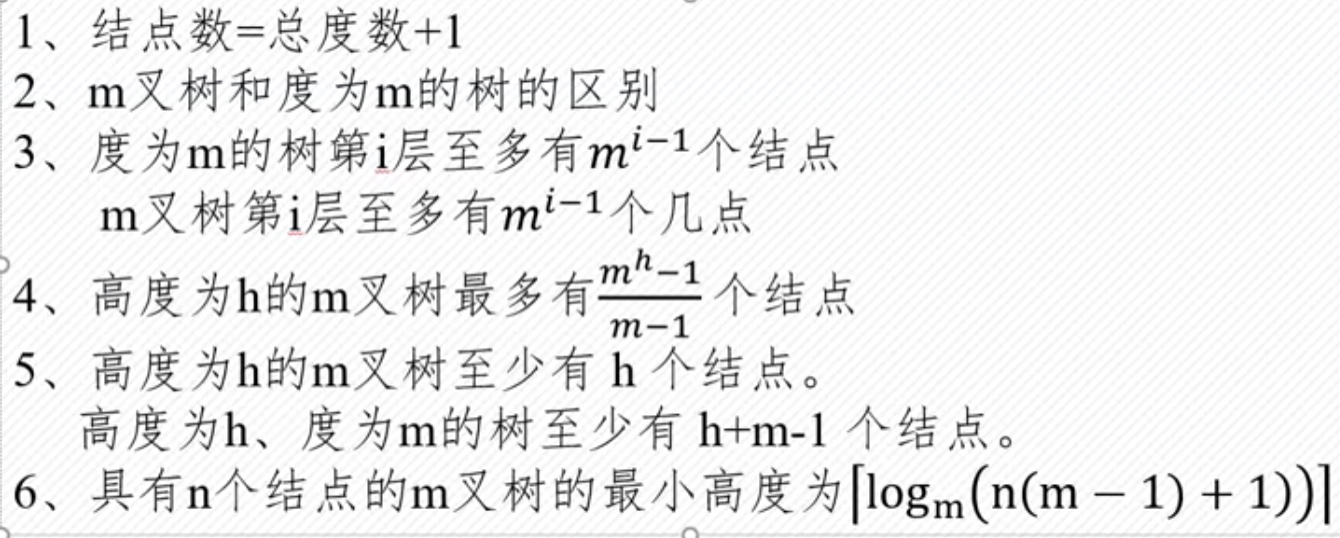 1、结点数=总度数+1
2、m叉树和度为m的树的区别
3、度为m的树第i层至多有$m^{i-1}$个结点
m叉树第i层至多有$m^{i-1}$个几点
4、高度为h的m叉树最多有$\frac{m^h-1}{m-1}$个结点
5、高度为h的m叉树至少有 h 个结点。
高度为h、度为m的树至少有 h+m-1 个结点。
6、具有n个结点的m叉树的最小高度为$\lceil \log_m(n(m-1)+1)) \rceil$